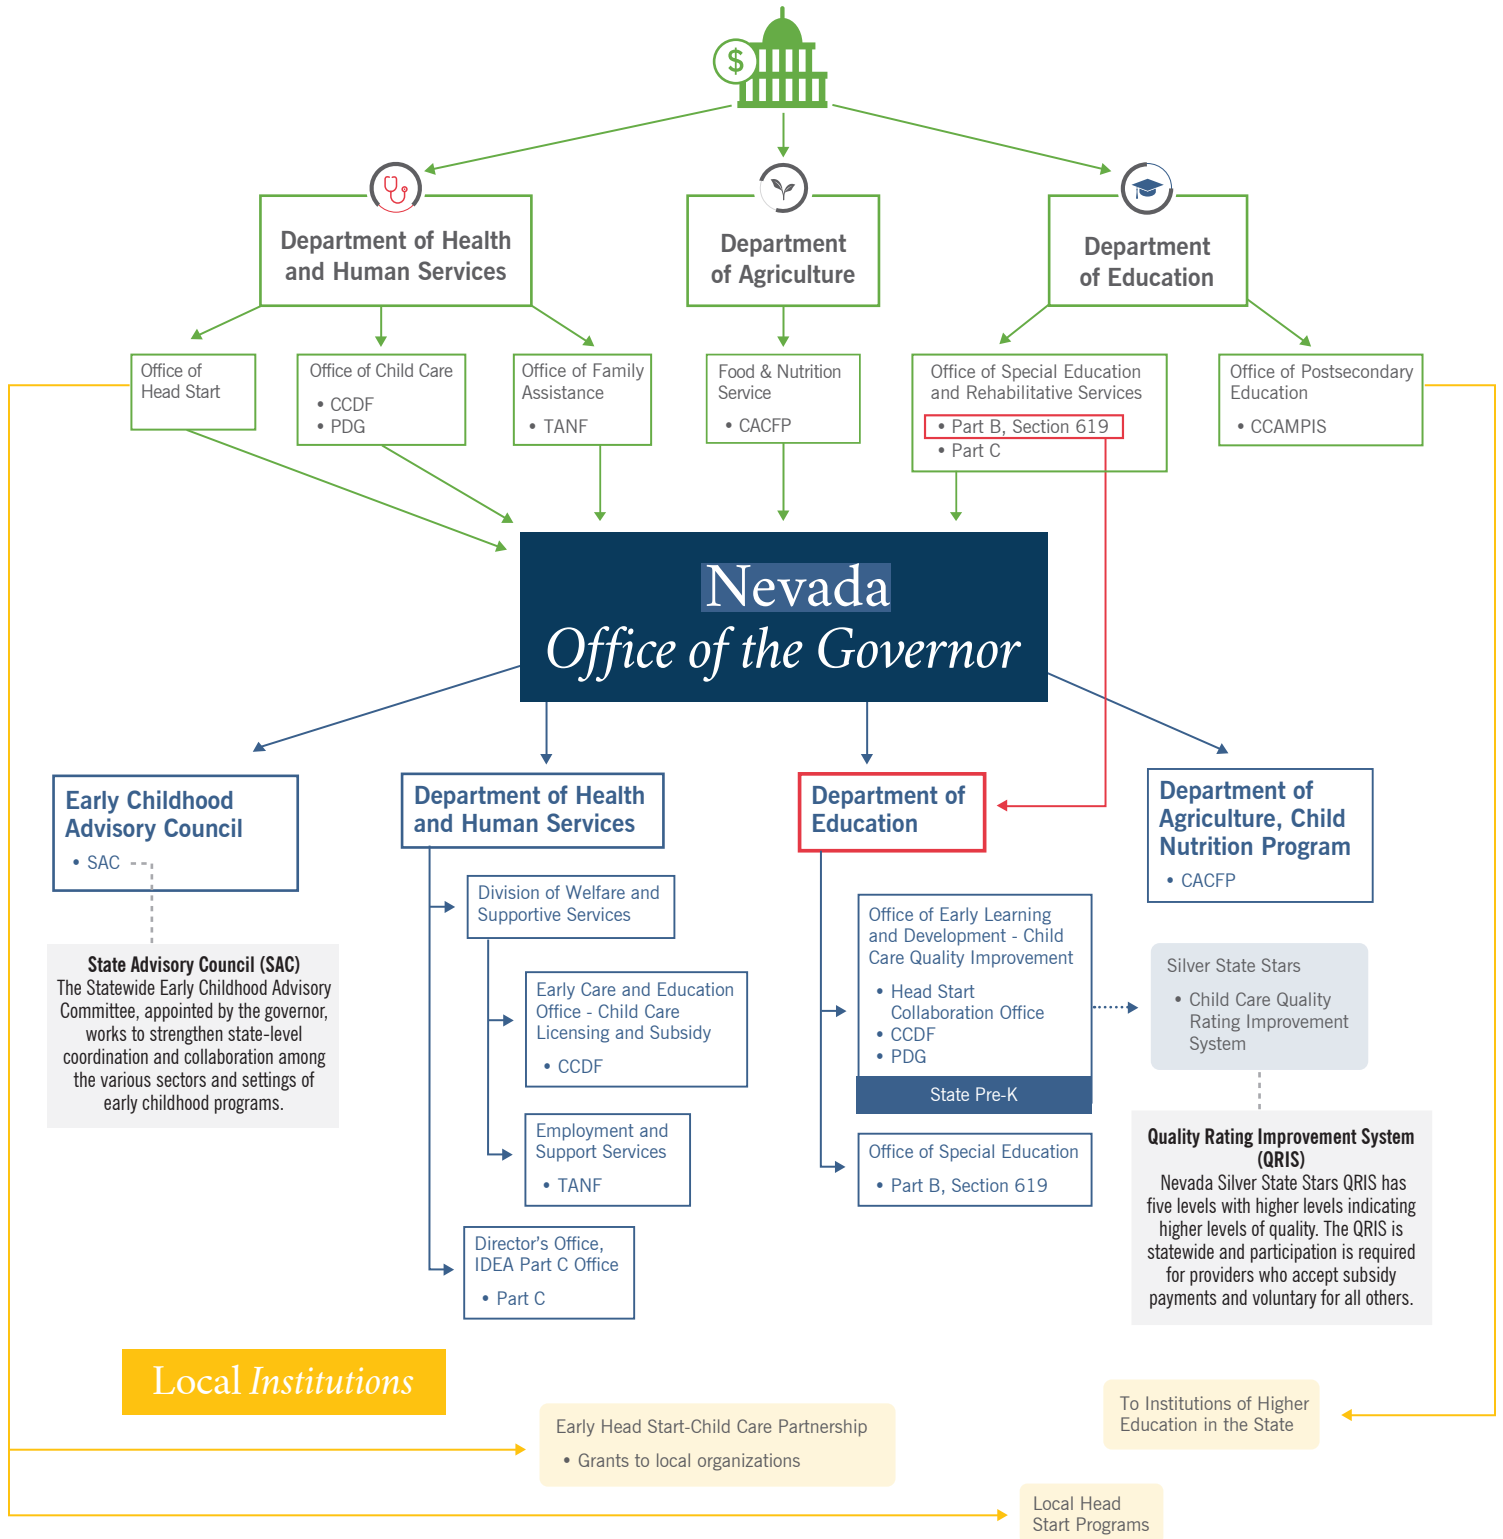 $
Department of Health
and Human Services
Department
of Agriculture
Department
of Education
Office of
Head Start
Office of Child Care
• CCDF
• PDG
Office of Family
Assistance
• TANF
Food & Nutrition
Service
• CACFP
Office of Special Education
and Rehabilitative Services
• Part B, Section 619
• Part C
Office of Postsecondary
Education
• CCAMPIS
Nevada
Office of the Governor
Early Childhood
Advisory Council
• SAC
State Advisory Council (SAC)
The Statewide Early Childhood Advisory
Committee, appointed by the governor,
works to strengthen state-level
coordination and collaboration among
the various sectors and settings of
early childhood programs.
Department of Health
and Human Services
Division of Welfare and
Supportive Services
Early Care and Education
Office - Child Care
Licensing and Subsidy
• CCDF
Employment and
Support Services
• TANF
Director's Office,
IDEA Part C Office
• Part C
Department of
Education
Office of Early Learning
and Development - Child
Care Quality Improvement
• Head Start
Collaboration Office
• CCDF
• PDG
State Pre-K
Office of Special Education
• Part B, Section 619
Department of
Agriculture, Child
Nutrition Program
• CACFP
Silver State Stars
• Child Care Quality
Rating Improvement
System
Quality Rating Improvement System
(QRIS)
Nevada Silver State Stars QRIS has
five levels with higher levels indicating
higher levels of quality. The QRIS is
statewide and participation is required
for providers who accept subsidy
payments and voluntary for all others.
Local Institutions
Early Head Start-Child Care Partnership
• Grants to local organizations
To Institutions of Higher
Education in the State
Local Head
Start Programs